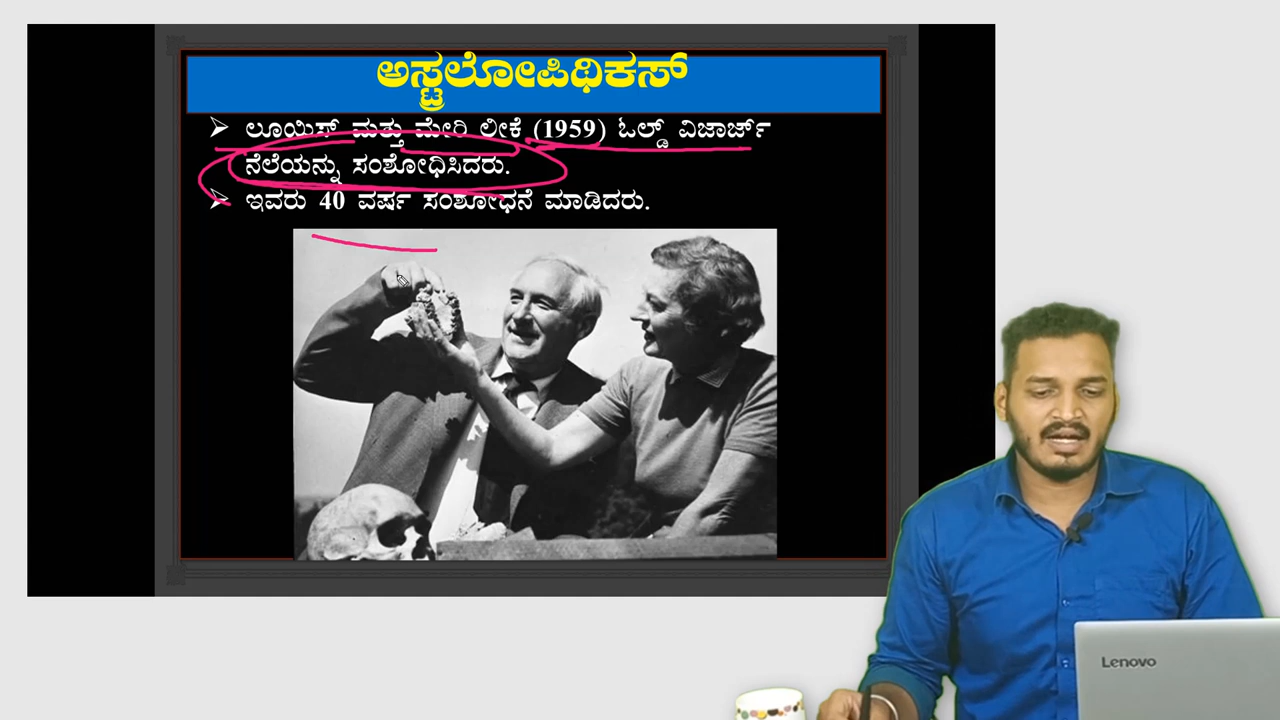 ಅಸ್ಟ್ರಲೋಪಿಥಿಕಸ್
➢ ಲೂಯಿಸ್ ಮತ್ತು ಮೇರಿ ಲೀಕೆ (1959) ಓಲ್ಡ್ ವಿಜಾರ್ಜ್
ನೆಲೆಯನ್ನು ಸಂಶೋಧಿಸಿದರು.
➢ ಇವರು 40 ವರ್ಷ ಸಂಶೋಧನೆ ಮಾಡಿದರು.
Lenovo